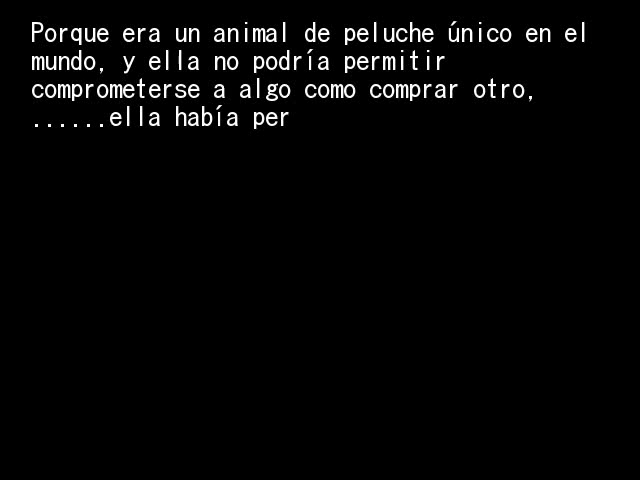 Porque era un animal de peluche único en el
mundo, y ella no podría permitir
comprometerse a algo como comprar otro,
......ella había per